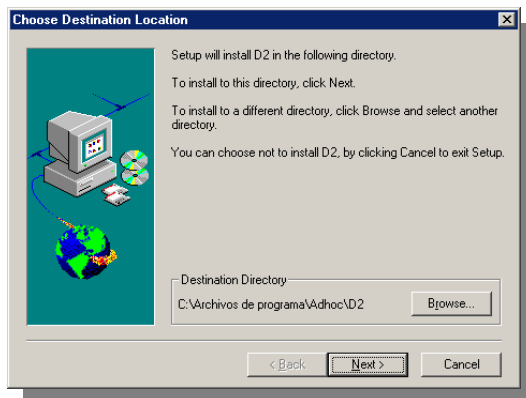 Choose Destination Location
Setup will install D2 in the following directory.
To install to this directory, click Next.
To install to a different directory, click Browse and select another
directory.
You can choose not to install D2, by clicking Cancel to exit Setup.
Destination Directory
C:\Archivos de programa\Adhoc\D2
Browse...
< Back
Next >
Cancel